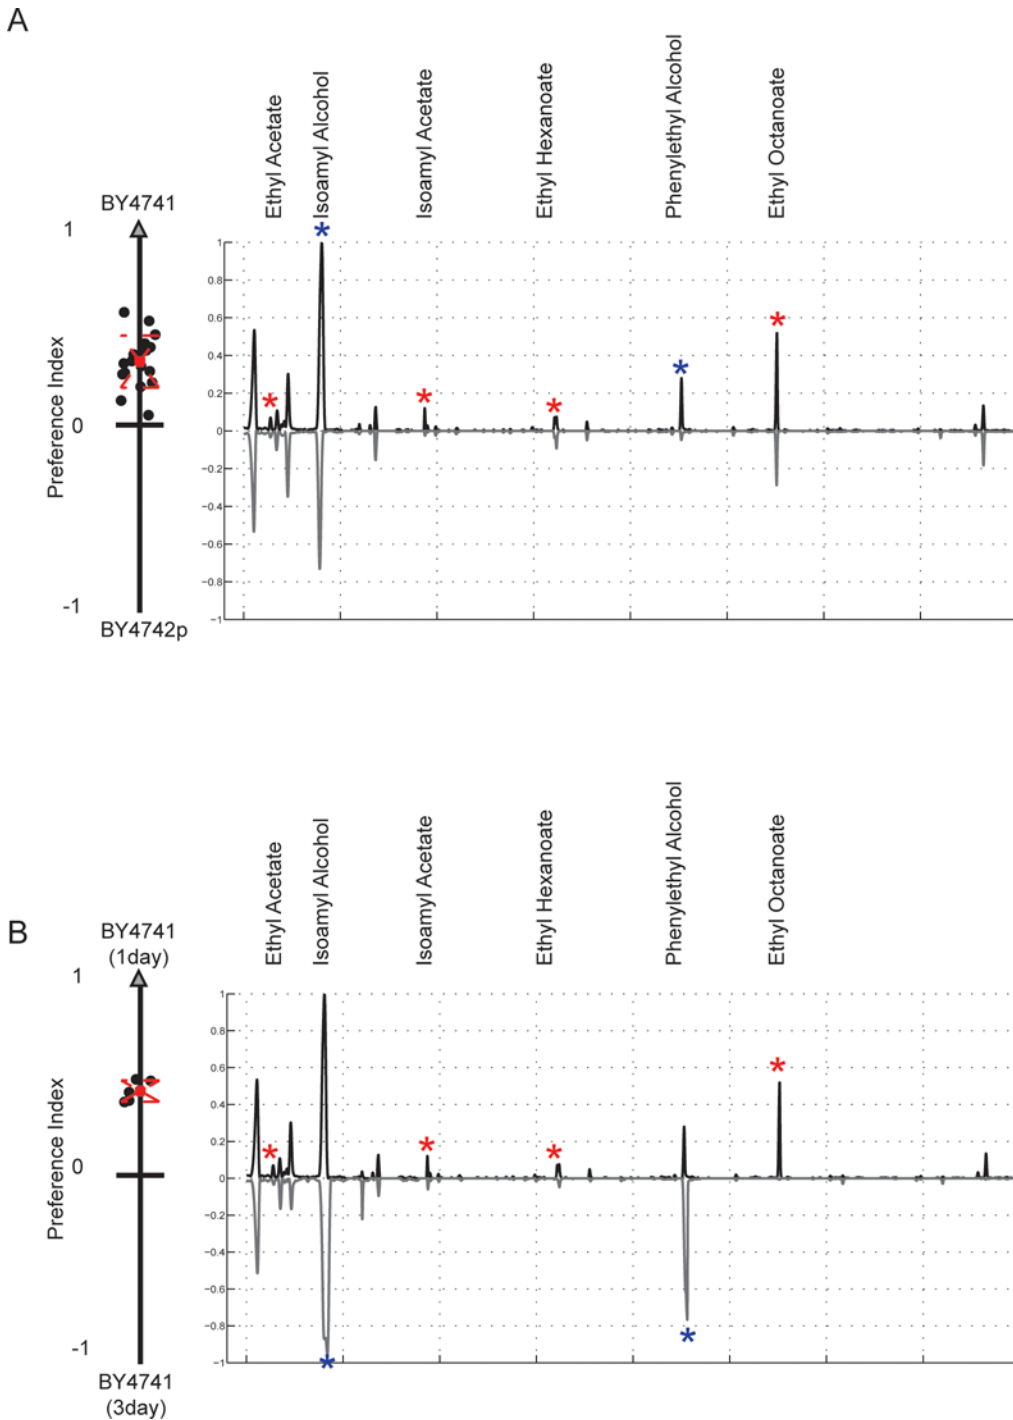 A
Ethyl Acetate
Isoamyl Alcohol
Isoamyl Acetate
Ethyl Hexanoate
Phenylethyl Alcohol
Ethyl Octanoate
BY4741
1
0
-1
Preference Index
BY4742p
1
0.8
0.6
0.4
0.2
0
−0.2
−0.4
−0.6
−0.8
−1
B
Ethyl Acetate
Isoamyl Alcohol
Isoamyl Acetate
Ethyl Hexanoate
Phenylethyl Alcohol
Ethyl Octanoate
BY4741
(1day)
1
0
-1
Preference Index
BY4741
(3day)
1
0.8
0.6
0.4
0.2
0
−0.2
−0.4
−0.6
−0.8
−1